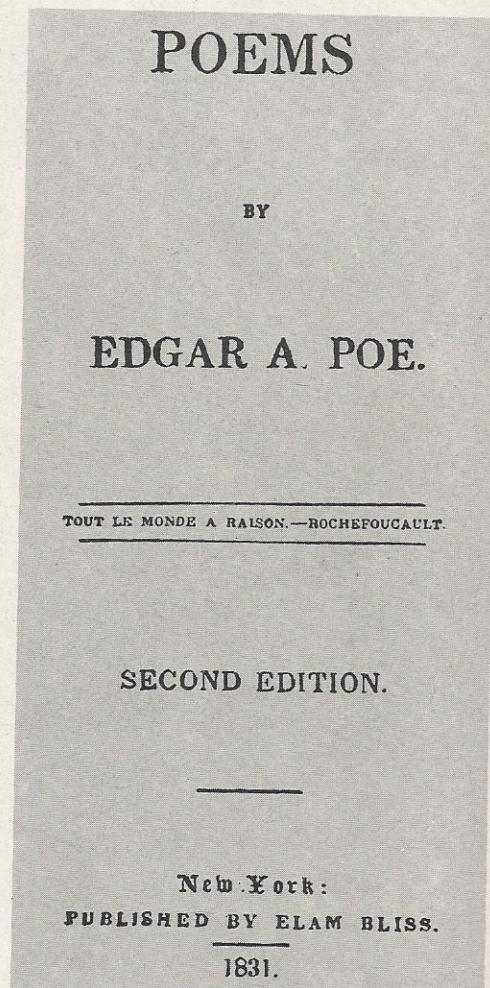 POEMS
BY
EDGAR A. POE.
TOUT LE MONDE A RAISON.—ROCHEFOUCAULT.
SECOND EDITION.
New York:
PUBLISHED BY ELAM BLISS.
1831.